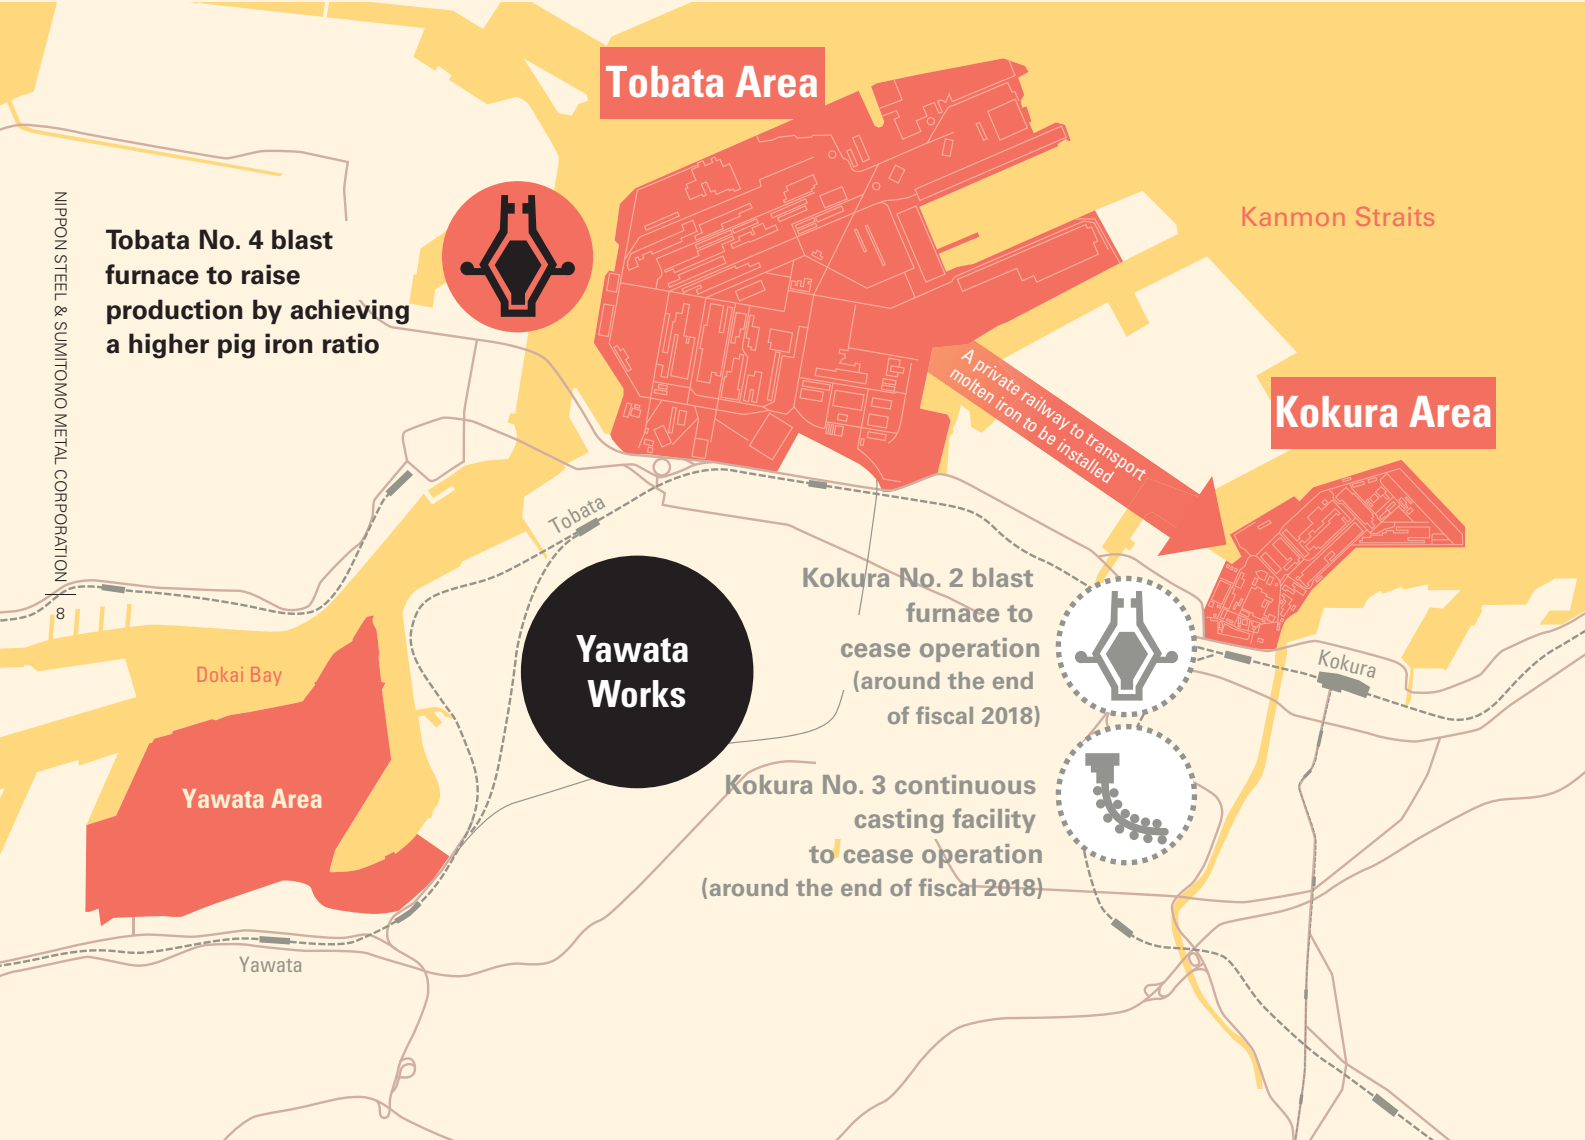 Tobata Area
Kanmon Straits
NIPPON STEEL & SUMITOMO METAL CORPORATION
8
Tobata No. 4 blast
furnace to raise
production by achieving
a higher pig iron ratio
A private railway to transport
molten iron to be installed
Kokura Area
Tobata
Kokura No. 2 blast
furnace to
cease operation
(around the end
of fiscal 2018)
Yawata
Works
Kokura
Dokai Bay
Yawata Area
Kokura No. 3 continuous
casting facility
to cease operation
(around the end of fiscal 2018)
Yawata